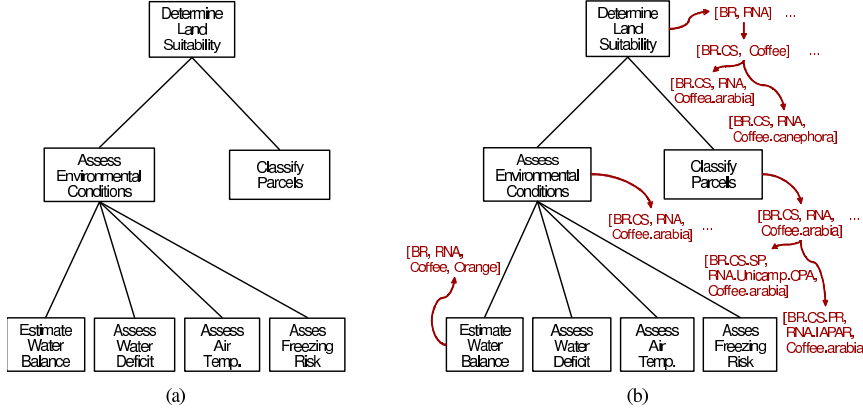 Determine
Land
Suitability
Assess
Environmental
Conditions
Classify
Parcels
Estimate
Water
Balance
Assess
Water
Deficit
Assess
Air
Temp.
Asses
Freezing
Risk
(a)
Determine
Land
Suitability
[BR, RNA] ...
[BR.CS, Coffee] ...
[BR.CS, RNA,
Coffea.arabia]
[BR.CS, RNA,
Coffee.canephora]
Assess
Environmental
Conditions
Classify
Parcels
[BR.CS, RNA,
Coffee.arabia] ...
[BR.CS, RNA, ...
Coffee.arabia]
[BR, RNA,
Coffee, Orange]
[BR.CS.SP,
RNA.Unicamp.CPA,
Coffee.arabia]
[BR.CS.PR,
RNA.IAPAR,
Coffee.arabia
Estimate
Water
Balance
Assess
Water
Deficit
Assess
Air
Temp.
Asses
Freezing
Risk
(b)